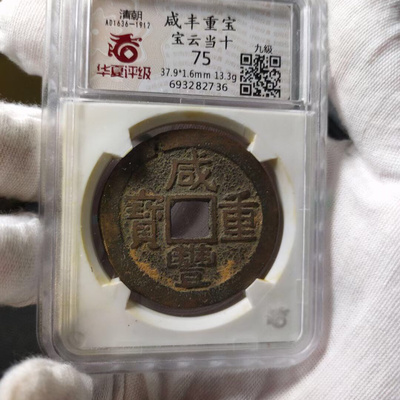 清朝
AD1636-1912
华夏评级
咸丰重宝
宝云当十
75
37.9*1.6mm 13.3g
693282736
九级
咸
豐
重
寶